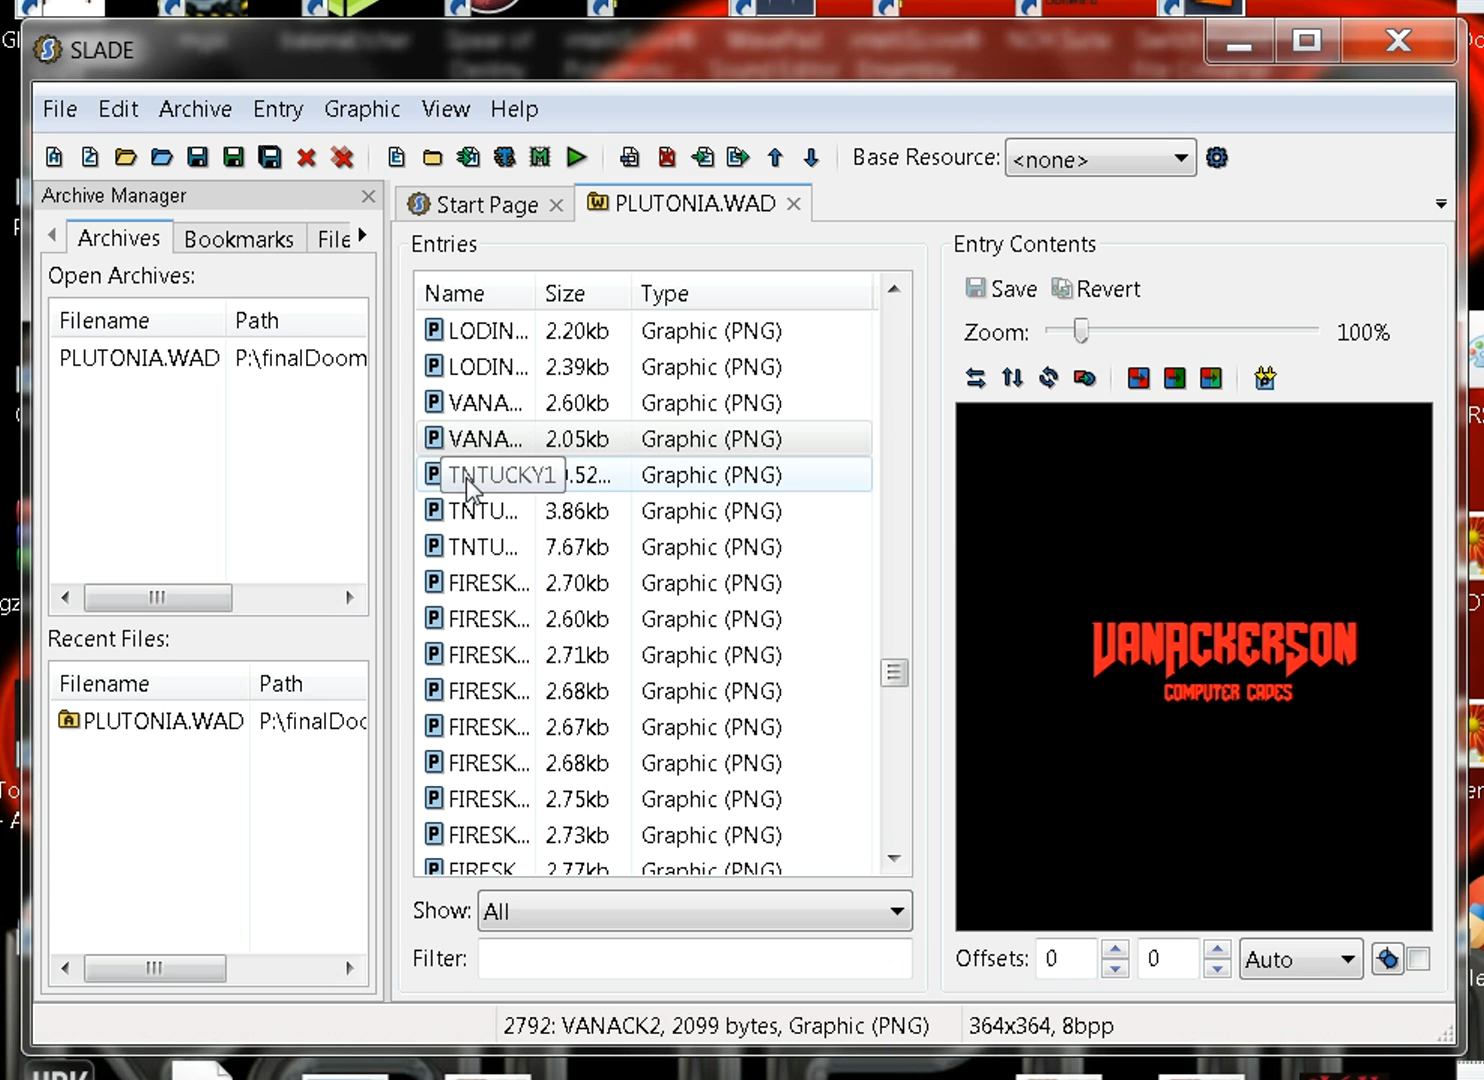 SLADE
File Edit Archive Entry Graphic View Help
Base Resource: <none>
Archive Manager
Start Page
PLUTONIA.WAD
Archives Bookmarks File
Open Archives:
Filename Path
PLUTONIA.WAD P:\finalDoom
Recent Files:
Filename Path
PLUTONIA.WAD P:\finalDoc
Entries
Name Size Type
LODIN... 2.20kb Graphic (PNG)
LODIN... 2.39kb Graphic (PNG)
VANA... 2.60kb Graphic (PNG)
VANA... 2.05kb Graphic (PNG)
TNTUCKY1 .52... Graphic (PNG)
TNTU... 3.86kb Graphic (PNG)
TNTU... 7.67kb Graphic (PNG)
FIRESK... 2.70kb Graphic (PNG)
FIRESK... 2.60kb Graphic (PNG)
FIRESK... 2.71kb Graphic (PNG)
FIRESK... 2.68kb Graphic (PNG)
FIRESK... 2.67kb Graphic (PNG)
FIRESK... 2.68kb Graphic (PNG)
FIRESK... 2.75kb Graphic (PNG)
FIRESK... 2.73kb Graphic (PNG)
FIRESK 2.77kb Graphic (PNG)
Show: All
Filter:
Entry Contents
Save Revert
Zoom: 100%
VANACKERSON
COMPUTER CAPES
Offsets: 0 0 Auto
2792: VANACK2, 2099 bytes, Graphic (PNG) 364x364, 8bpp